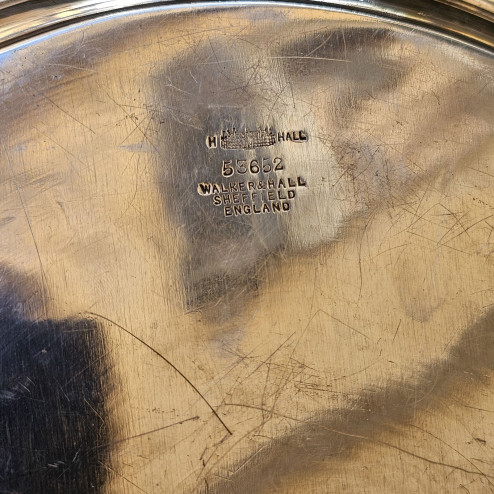 H HALL
53652
WALKER & HALL
SHEFFIELD
ENGLAND